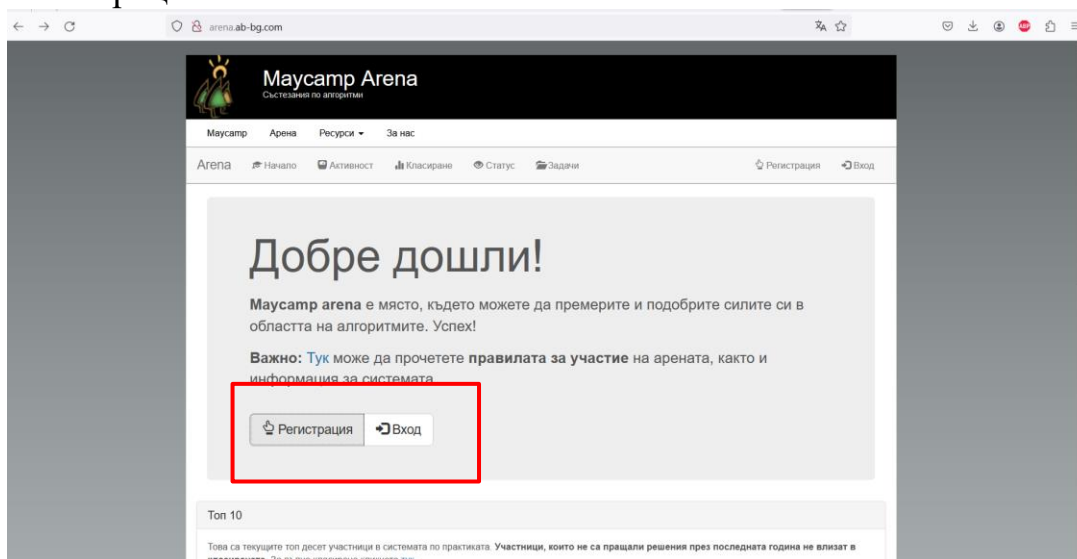 arena.ab-bg.com
ABP
Maycamp Arena
Състезания по алгоритми
Maycamp Арена Ресурси За нас
Arena Начало Активност Класиране Статус Задачи Регистрация Вход
Добре дошли!
Maycamp arena е място, където можете да премерите и подобрите силите си в
областта на алгоритмите. Успех!
Важно: Тук може да прочетете правилата за участие на арената, както и
информация за системата
Регистрация Вход
Топ 10
Това са текущите топ десет участници в системата по практиката. Участници, които не са пращали решения през последната година не влизат в